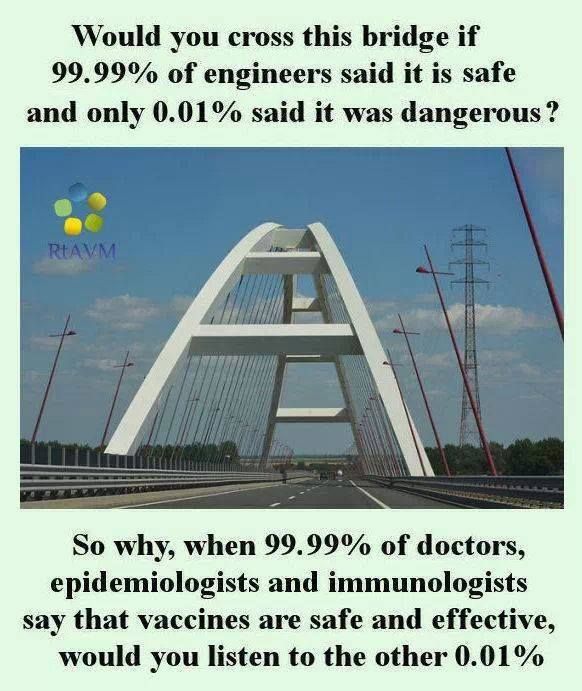 Would you cross this bridge if
99.99% of engineers said it is safe
and only 0.01% said it was dangerous?
RtAVM
So why, when 99.99% of doctors,
epidemiologists and immunologists
say that vaccines are safe and effective,
would you listen to the other 0.01%